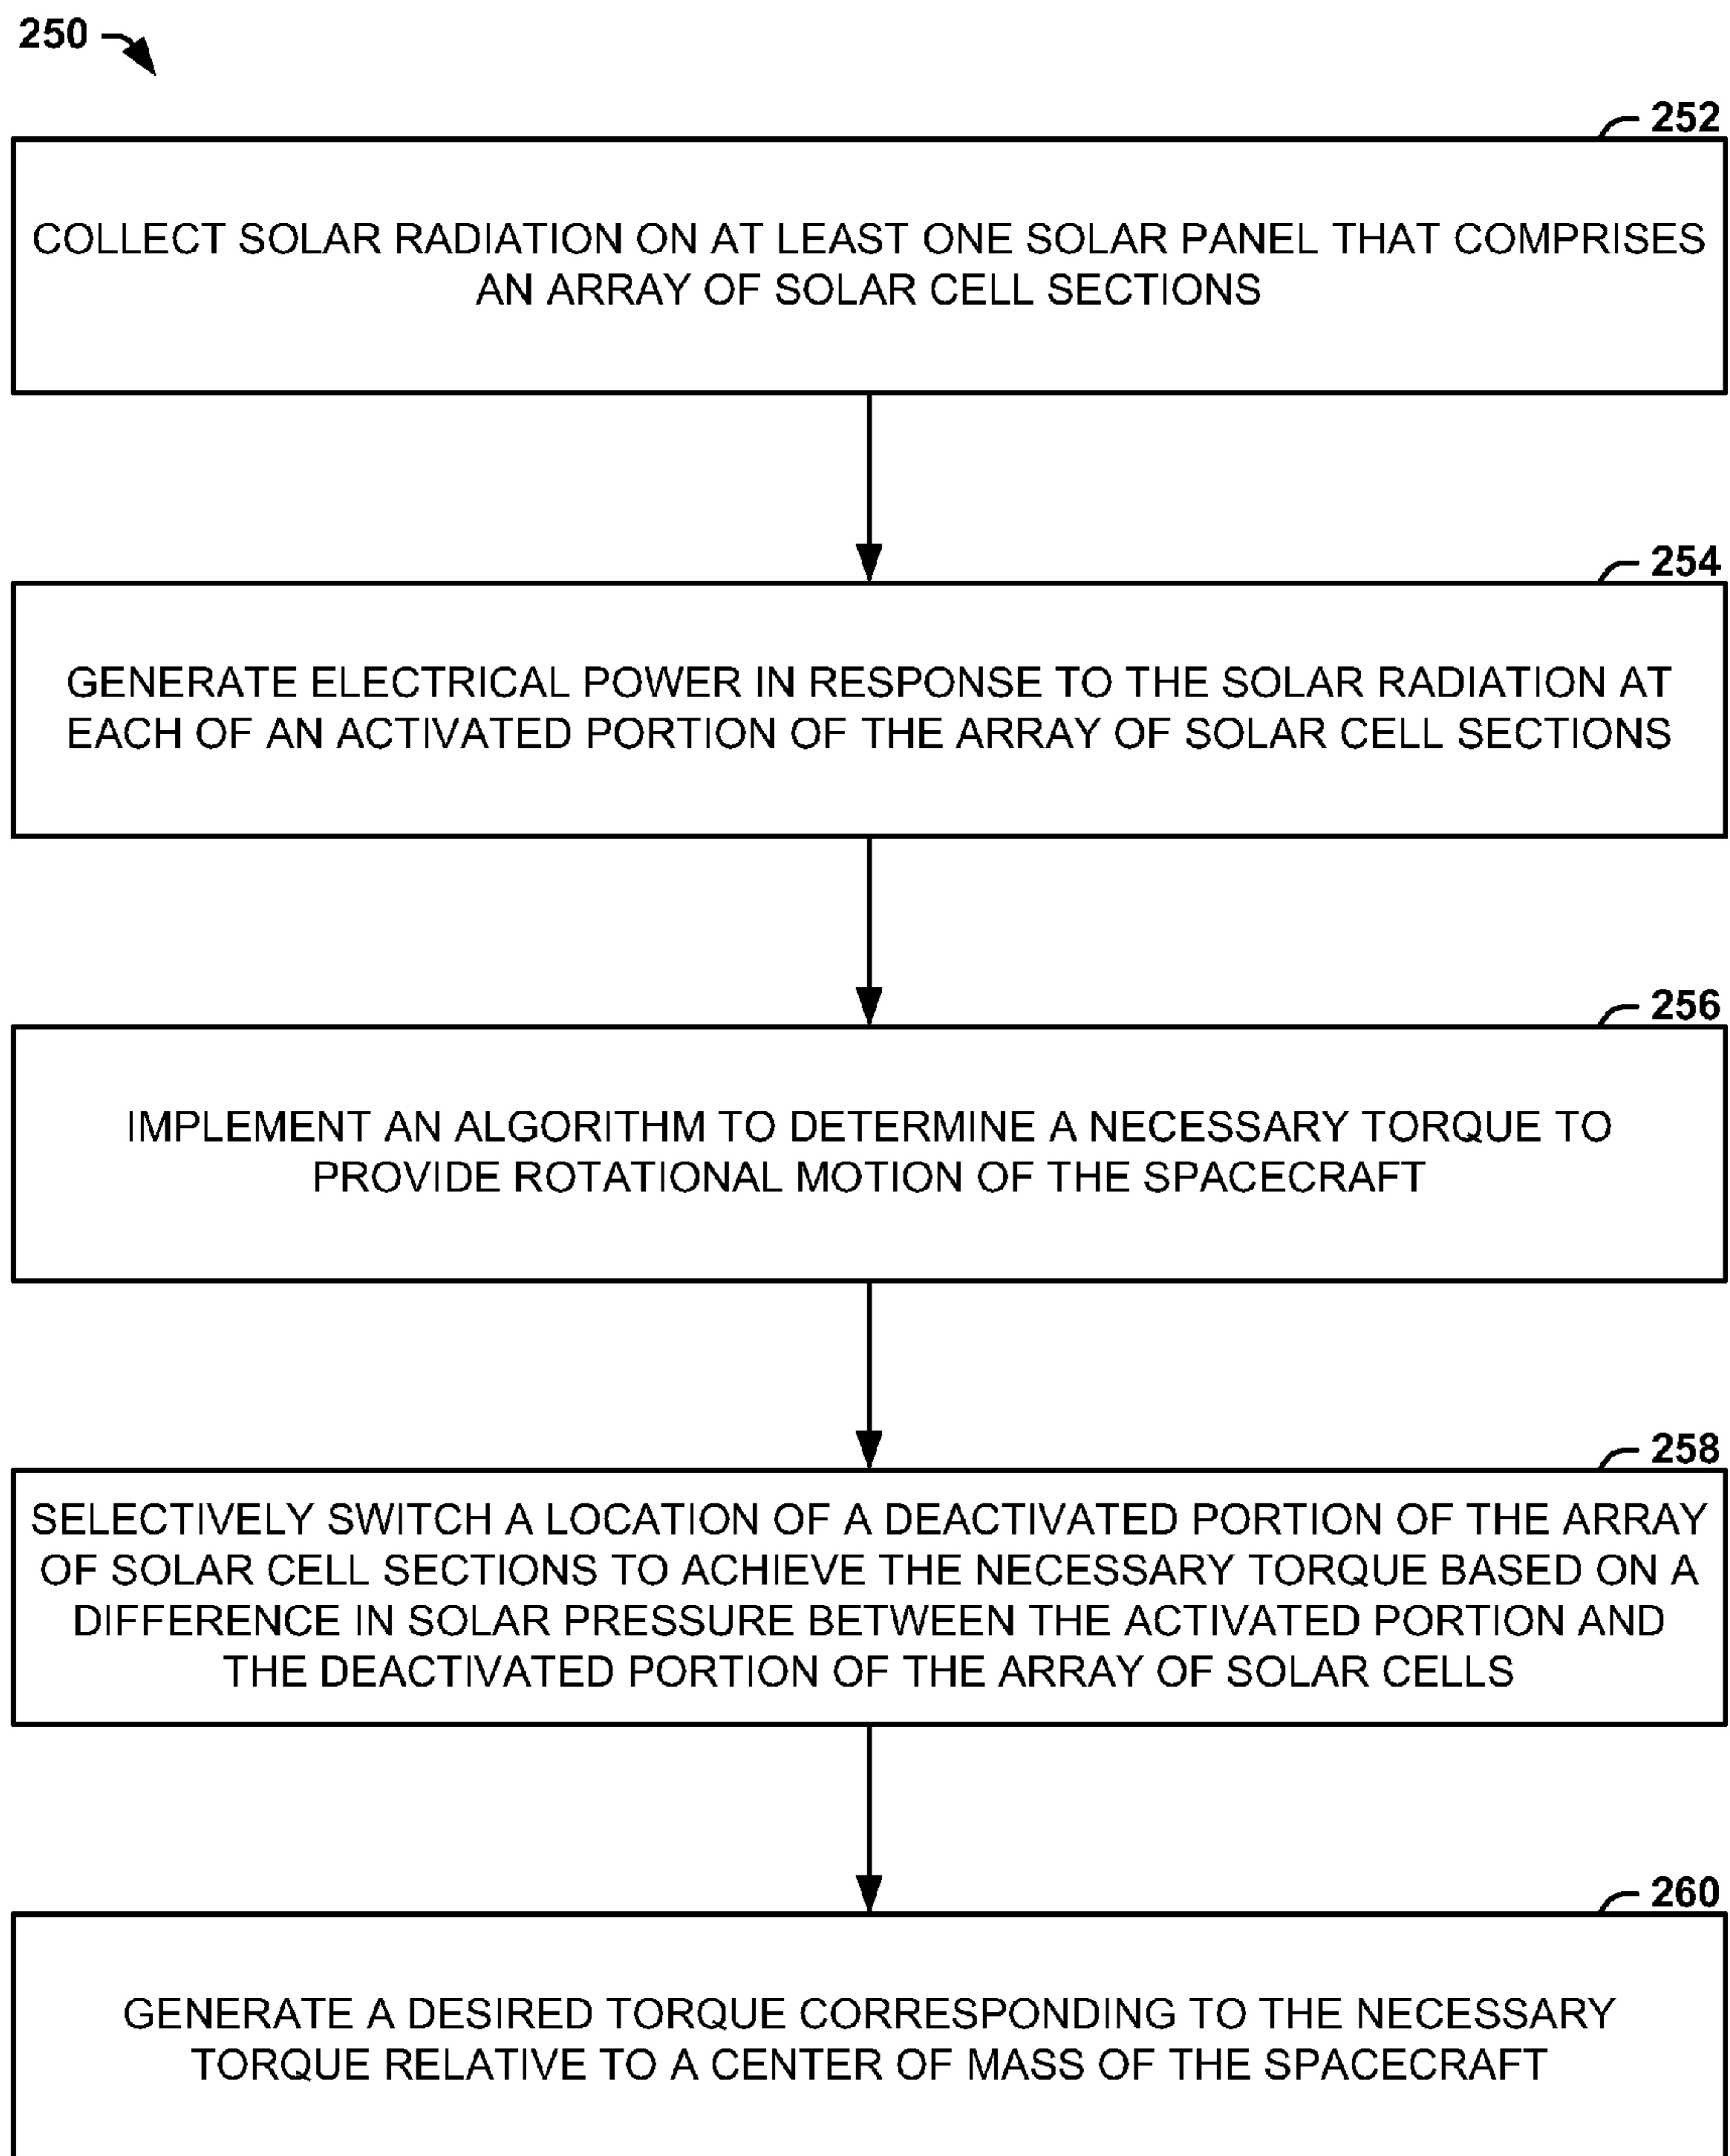 250
252
COLLECT SOLAR RADIATION ON AT LEAST ONE SOLAR PANEL THAT COMPRISES
AN ARRAY OF SOLAR CELL SECTIONS
254
GENERATE ELECTRICAL POWER IN RESPONSE TO THE SOLAR RADIATION AT
EACH OF AN ACTIVATED PORTION OF THE ARRAY OF SOLAR CELL SECTIONS
256
IMPLEMENT AN ALGORITHM TO DETERMINE A NECESSARY TORQUE TO
PROVIDE ROTATIONAL MOTION OF THE SPACECRAFT
258
SELECTIVELY SWITCH A LOCATION OF A DEACTIVATED PORTION OF THE ARRAY
OF SOLAR CELL SECTIONS TO ACHIEVE THE NECESSARY TORQUE BASED ON A
DIFFERENCE IN SOLAR PRESSURE BETWEEN THE ACTIVATED PORTION AND
THE DEACTIVATED PORTION OF THE ARRAY OF SOLAR CELLS
260
GENERATE A DESIRED TORQUE CORRESPONDING TO THE NECESSARY
TORQUE RELATIVE TO A CENTER OF MASS OF THE SPACECRAFT